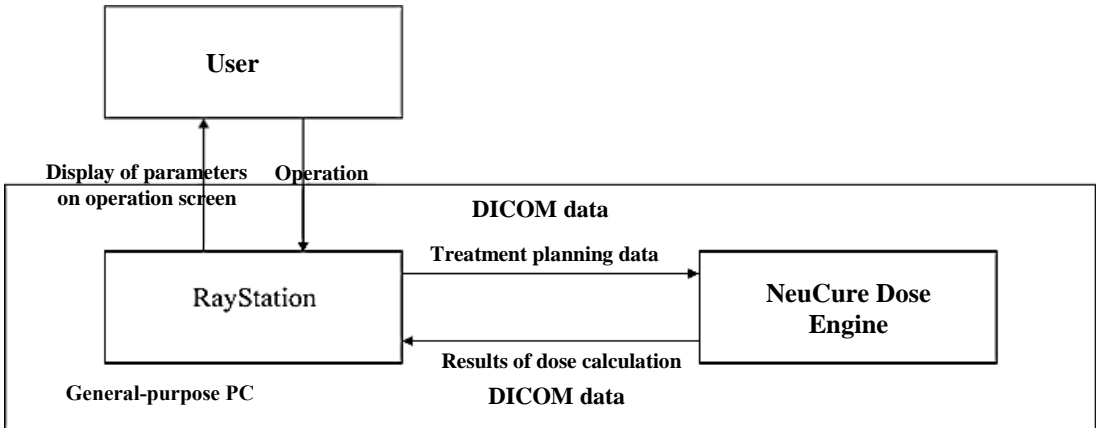 User
Display of parameters
on operation screen
Operation
DICOM data
Treatment planning data
RayStation
NeuCure Dose
Engine
Results of dose calculation
General-purpose PC
DICOM data